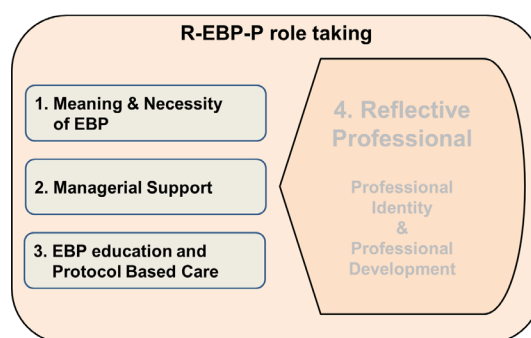 R-EBP-P role taking
1. Meaning & Necessity
of EBP
2. Managerial Support
3. EBP education and
Protocol Based Care
4. Reflective
Professional
Professional
Identity
&
Professional
Development